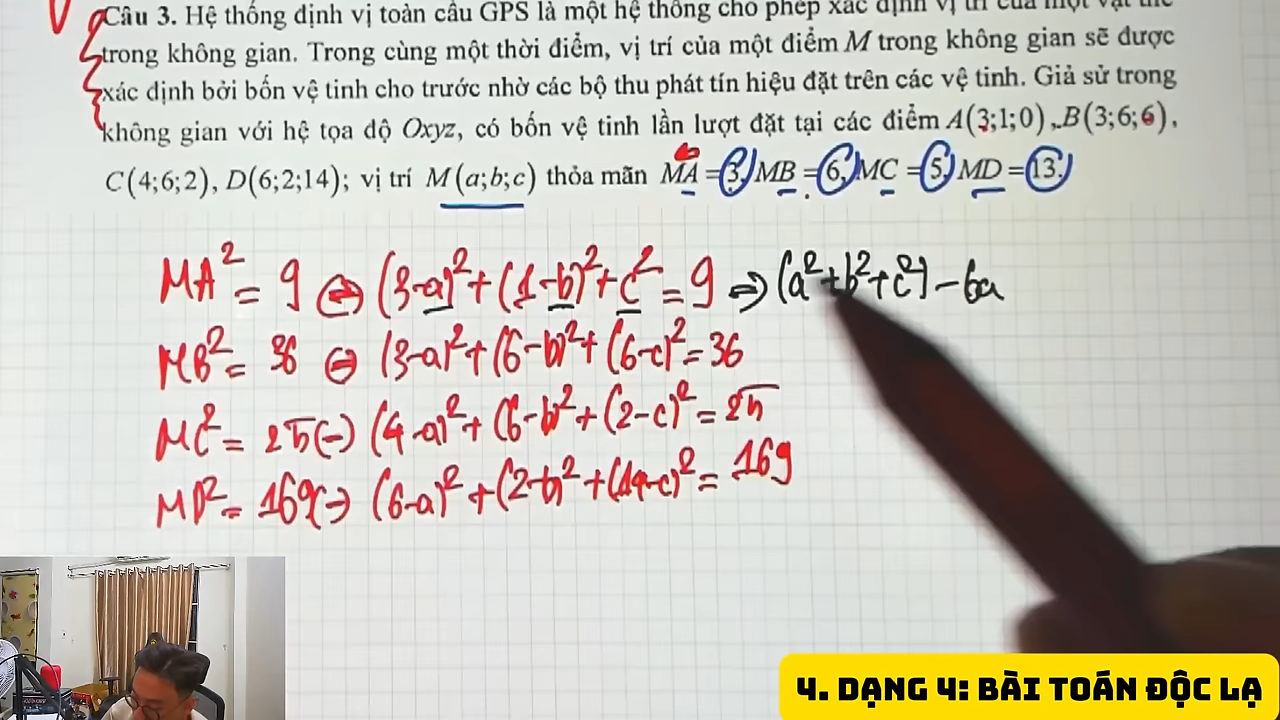 Câu 3. Hệ thống định vị toàn cầu GPS là một hệ thống cho phép xác định vị trí của một vật thể
trong không gian. Trong cùng một thời điểm, vị trí của một điểm M trong không gian sẽ được
xác định bởi bốn vệ tinh cho trước nhờ các bộ thu phát tín hiệu đặt trên các vệ tinh. Giả sử trong
không gian với hệ tọa độ Oxyz, có bốn vệ tinh lần lượt đặt tại các điểm A(3;1;0), B(3;6;6),
C(4;6;2), D(6;2;14); vị trí M(a;b;c) thỏa mãn MA=3, MB=6, MC=5, MD=13.
MA² = 9 ⇔ (3-a)²+(1-b)²+c²=9 ⇒ (a²+b²+c²)-6a
MB² = 36 ⇔ (3-a)²+(6-b)²+(6-c)²=36
MC² = 25 ⇔ (4-a)²+(6-b)²+(2-c)²=25
MD² = 169 ⇔ (6-a)²+(2-b)²+(14-c)²=169
4. DẠNG 4: BÀI TOÁN ĐỘC LẠ